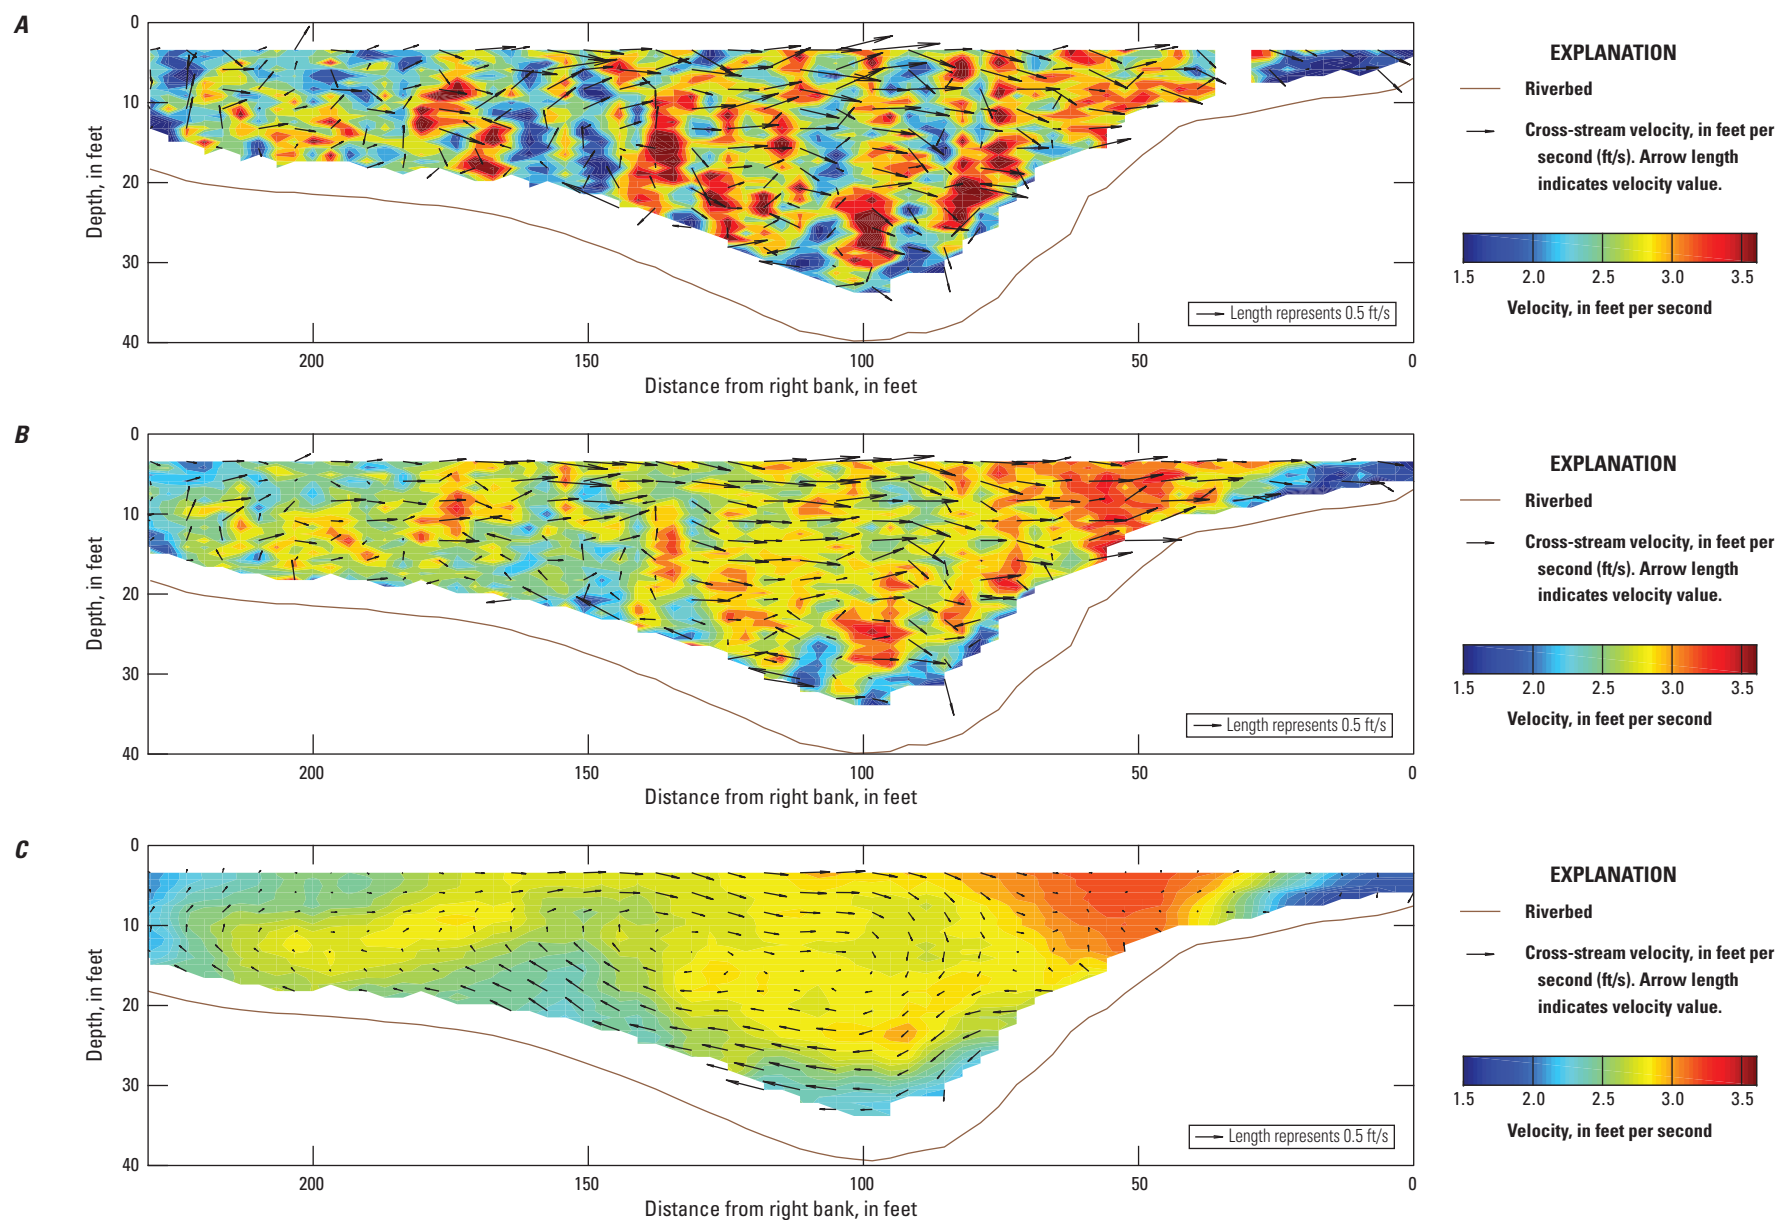 A
0
10
20
30
40
Depth, in feet
200
150
100
50
0
Distance from right bank, in feet
Length represents 0.5 ft/s
EXPLANATION
Riverbed
Cross-stream velocity, in feet per
second (ft/s). Arrow length
indicates velocity value.
1.5 2.0 2.5 3.0 3.5
Velocity, in feet per second
B
0
10
20
30
40
Depth, in feet
200
150
100
50
0
Distance from right bank, in feet
Length represents 0.5 ft/s
EXPLANATION
Riverbed
Cross-stream velocity, in feet per
second (ft/s). Arrow length
indicates velocity value.
1.5 2.0 2.5 3.0 3.5
Velocity, in feet per second
C
0
10
20
30
40
Depth, in feet
200
150
100
50
0
Distance from right bank, in feet
Length represents 0.5 ft/s
EXPLANATION
Riverbed
Cross-stream velocity, in feet per
second (ft/s). Arrow length
indicates velocity value.
1.5 2.0 2.5 3.0 3.5
Velocity, in feet per second